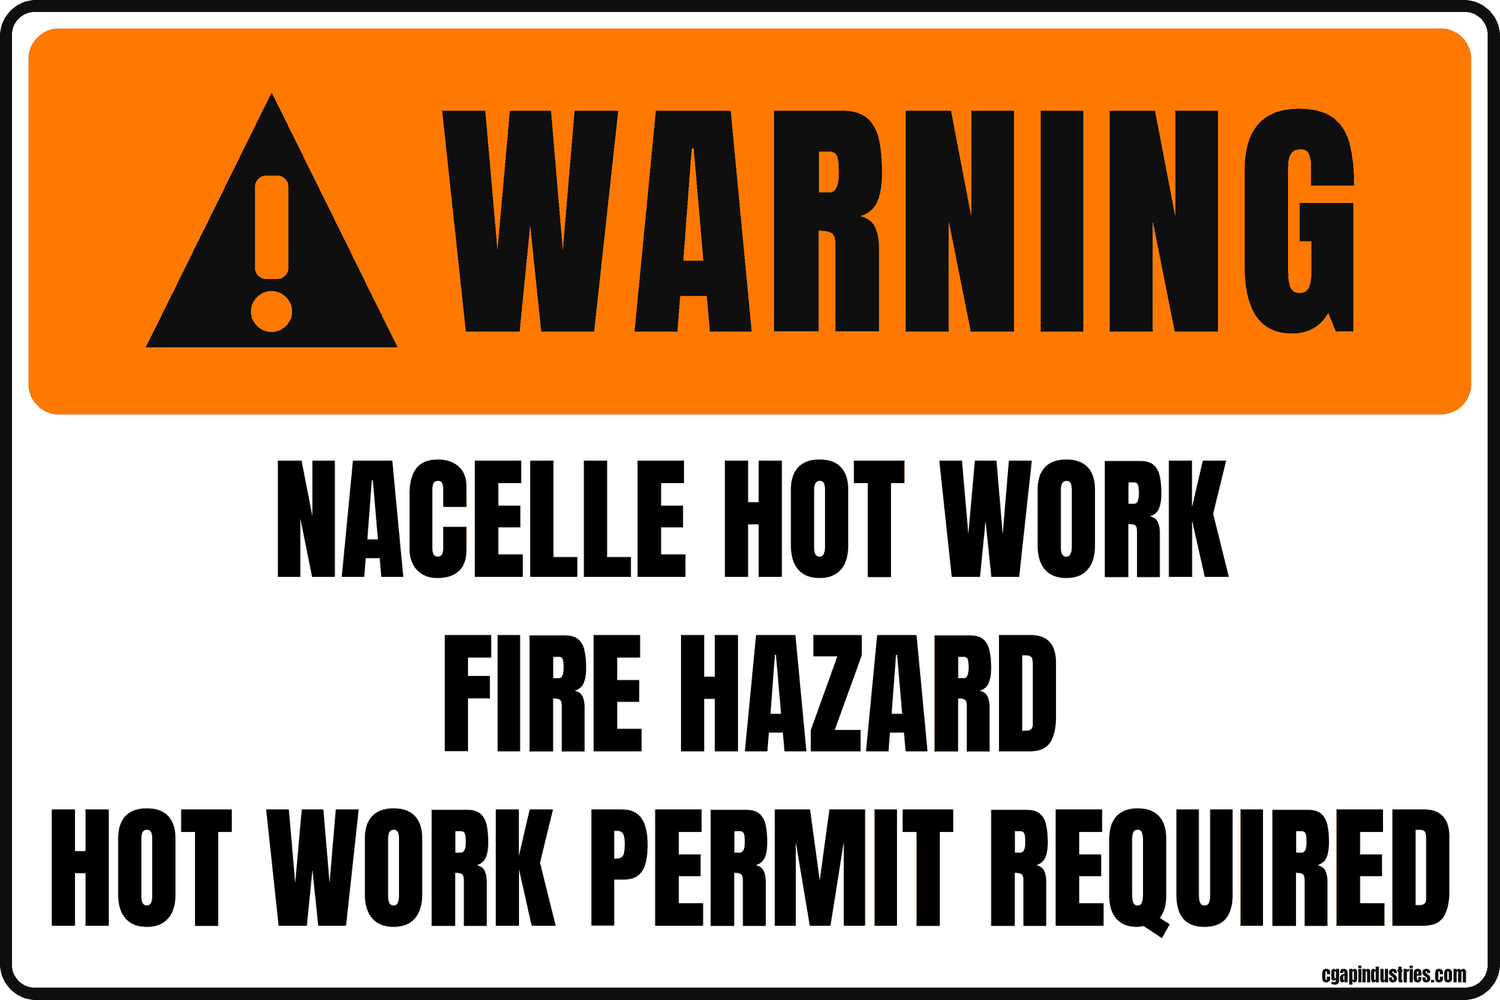 WARNING
NACELLE HOT WORK
FIRE HAZARD
HOT WORK PERMIT REQUIRED
cgapindustries.com